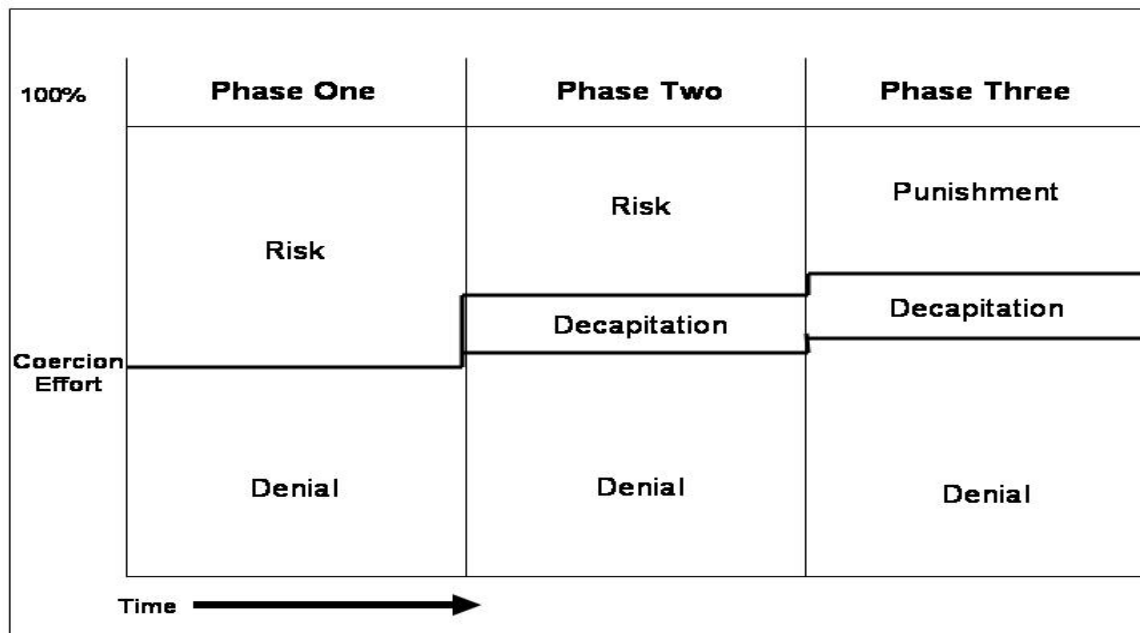 100%
Phase One
Phase Two
Phase Three
Risk
Risk
Punishment
Decapitation
Decapitation
Coercion
Effort
Denial
Denial
Denial
Time